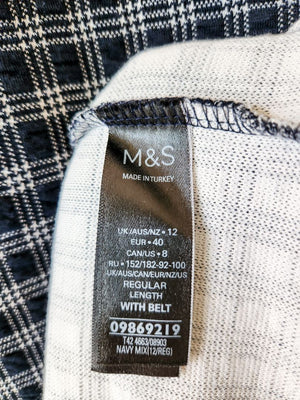 M&S
MADE IN TURKEY
UK/AUS/NZ • 12
EUR • 40
CAN/US • 8
RU • 152/182-92-100
UK/AUS/CAN/EUR/NZ/US
REGULAR
LENGTH
WITH BELT
09869219
T42 4663/08903
NAVY MIX(12/REG)